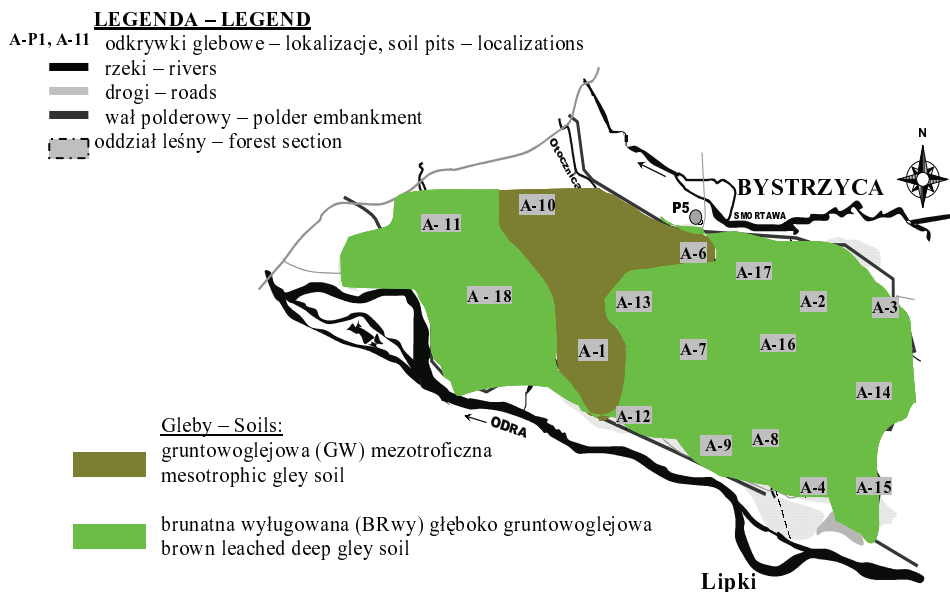 LEGENDA – LEGEND
A-P1, A-11 odkrywki glebowe – lokalizacje, soil pits – localizations
rzeki – rivers
drogi – roads
wał polderowy – polder embankment
oddział leśny – forest section
N
Otocznica
BYSTRZYCA
P5
SMORTAWA
A-10
A- 11
A-6
A-17
A - 18
A-13
A-2
A-3
A-1
A-7
A-16
A-14
A-12
ODRA
A-9
A-8
A-4
A-15
Lipki
Gleby – Soils:
gruntowoglejowa (GW) mezotroficzna
mesotrophic gley soil
brunatna wyługowana (BRwy) głęboko gruntowoglejowa
brown leached deep gley soil